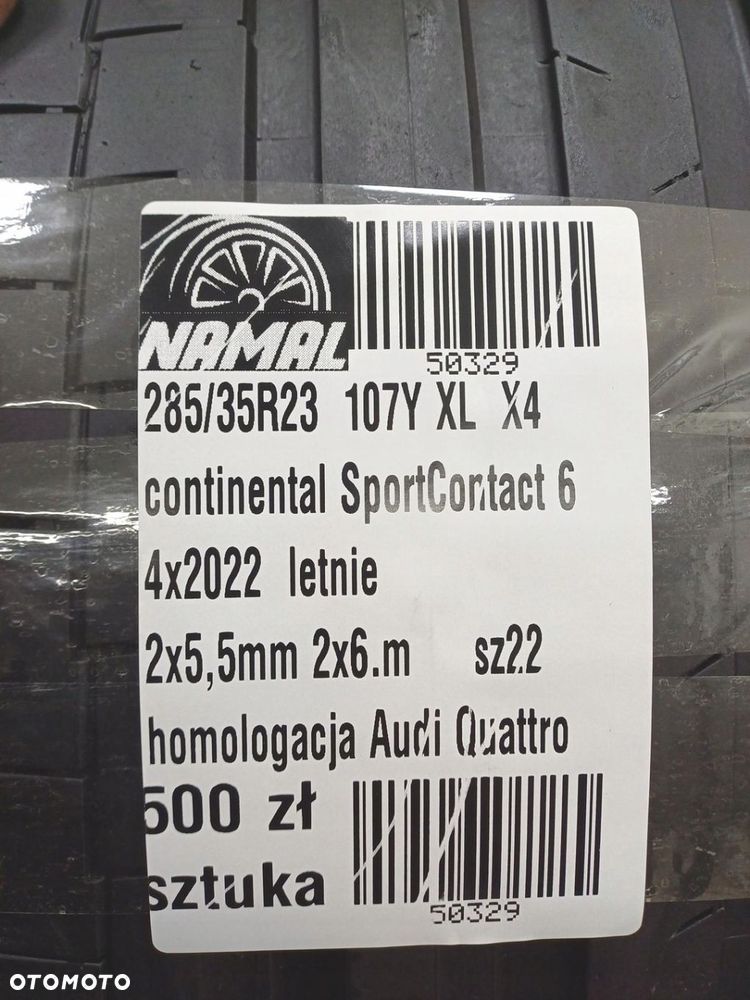 NAMAL
50329
285/35R23 107Y XL X4
continental SportContact 6
4x2022 letnie
2x5,5mm 2x6.m sz22
homologacja Audi Quattro
500 zł
sztuka
50329
OTOMOTO